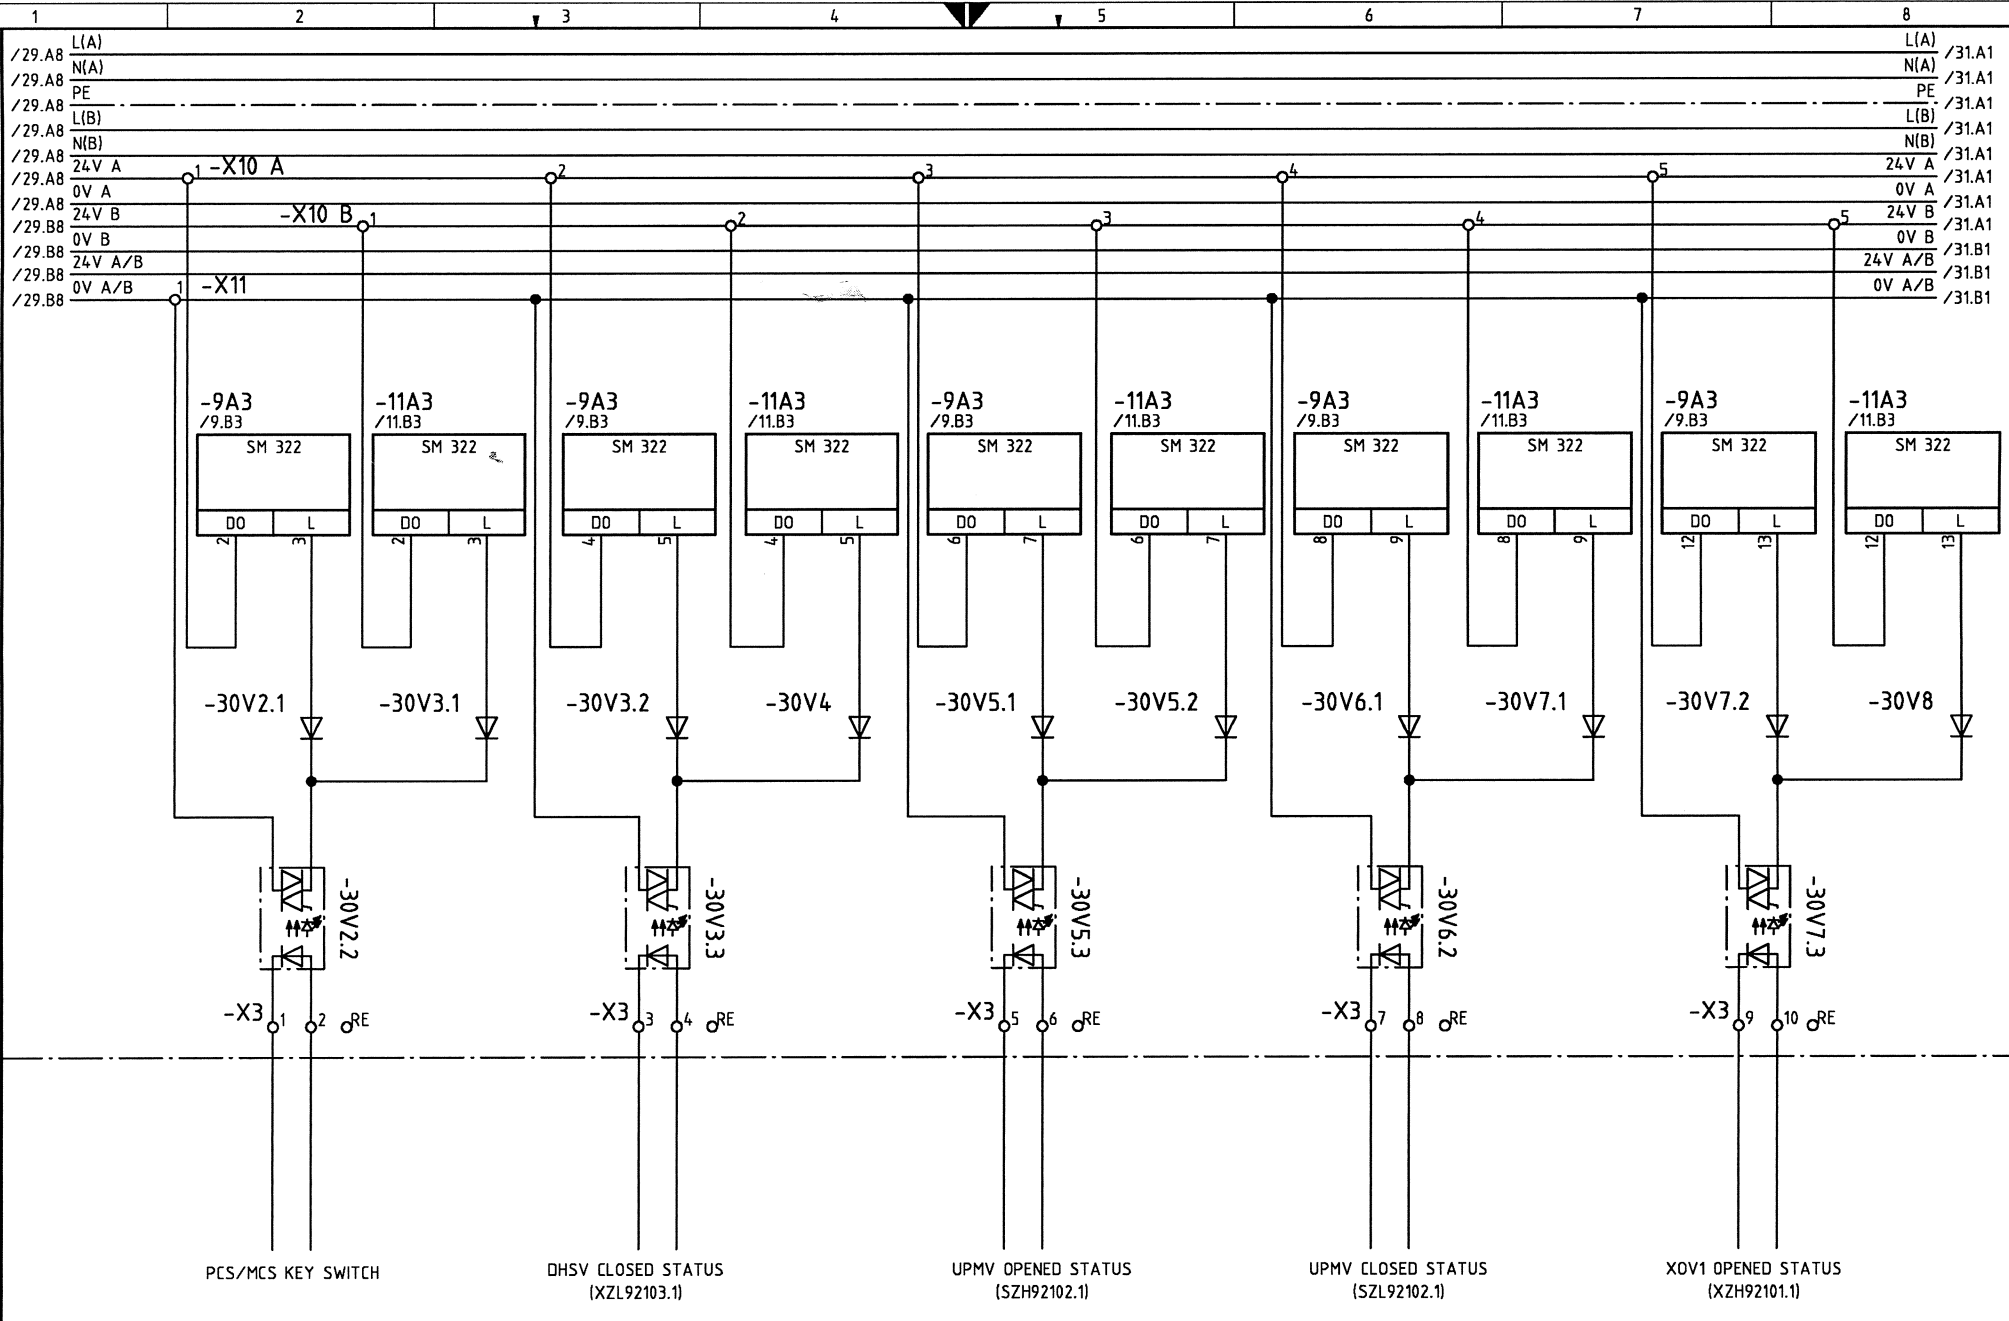 1 2 3 4 5 6 7 8
L(A) L(A)
/29.A8 /31.A1
N(A) N(A)
/29.A8 /31.A1
PE PE
/29.A8 /31.A1
L(B) L(B)
/29.A8 /31.A1
N(B) N(B)
/29.A8 /31.A1
24V A 1 -X10 A 2 3 4 5 24V A
/29.A8 /31.A1
0V A 0V A
/29.A8 /31.A1
24V B -X10 B 1 2 3 4 5 24V B
/29.B8 /31.A1
0V B 0V B
/29.B8 /31.B1
24V A/B 24V A/B
/29.B8 /31.B1
0V A/B 1 -X11 0V A/B
/29.B8 /31.B1
-9A3 -11A3 -9A3 -11A3 -9A3 -11A3 -9A3 -11A3 -9A3 -11A3
/9.B3 /11.B3 /9.B3 /11.B3 /9.B3 /11.B3 /9.B3 /11.B3 /9.B3 /11.B3
SM 322 SM 322 SM 322 SM 322 SM 322 SM 322 SM 322 SM 322 SM 322 SM 322
DO L DO L DO L DO L DO L DO L DO L DO L DO L DO L
2 3 2 3 4 5 4 5 6 7 6 7 8 9 8 9 12 13 12 13
-30V2.1 -30V3.1 -30V3.2 -30V4 -30V5.1 -30V5.2 -30V6.1 -30V7.1 -30V7.2 -30V8
-30V2.2 -30V3.3 -30V5.3 -30V6.2 -30V7.3
-X3 1 2 RE -X3 3 4 RE -X3 5 6 RE -X3 7 8 RE -X3 9 10 RE
PCS/MCS KEY SWITCH DHSV CLOSED STATUS UPMV OPENED STATUS UPMV CLOSED STATUS XOV1 OPENED STATUS
(XZL92103.1) (SZH92102.1) (SZL92102.1) (XZH92101.1)